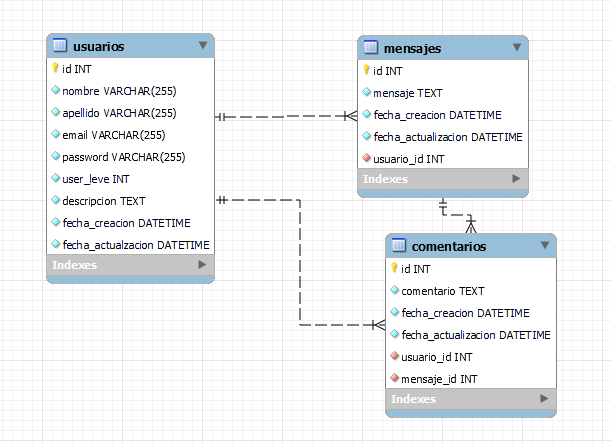 usuarios
id INT
nombre VARCHAR(255)
apellido VARCHAR(255)
email VARCHAR(255)
password VARCHAR(255)
user_leve INT
descripcion TEXT
fecha_creacion DATETIME
fecha_actualzacion DATETIME
Indexes
mensajes
id INT
mensaje TEXT
fecha_creacion DATETIME
fecha_actualizacion DATETIME
usuario_id INT
Indexes
comentarios
id INT
comentario TEXT
fecha_creacion DATETIME
fecha_actualizacion DATETIME
usuario_id INT
mensaje_id INT
Indexes